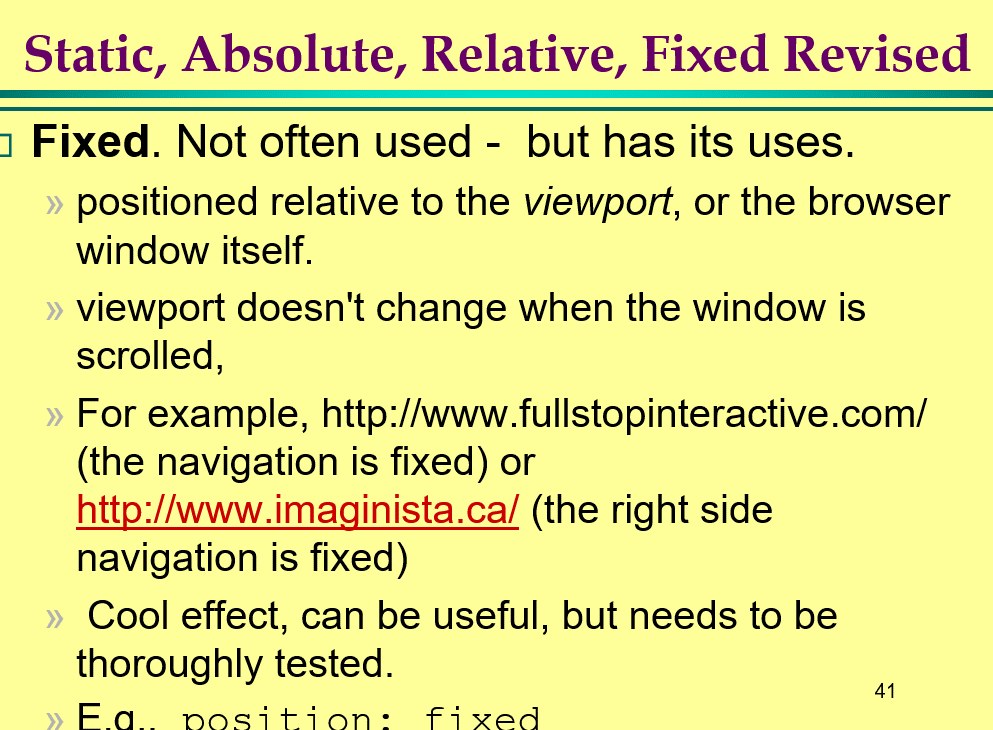 Static, Absolute, Relative, Fixed Revised
Fixed. Not often used - but has its uses.
» positioned relative to the viewport, or the browser
window itself.
» viewport doesn't change when the window is
scrolled,
» For example, http://www.fullstopinteractive.com/
(the navigation is fixed) or
http://www.imaginista.ca/ (the right side
navigation is fixed)
» Cool effect, can be useful, but needs to be
thoroughly tested.
41
» E.g., position: fixed